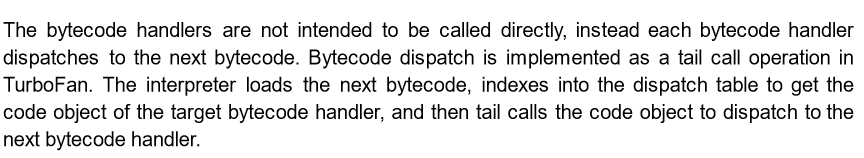 The bytecode handlers are not intended to be called directly, instead each bytecode handler
dispatches to the next bytecode. Bytecode dispatch is implemented as a tail call operation in
TurboFan. The interpreter loads the next bytecode, indexes into the dispatch table to get the
code object of the target bytecode handler, and then tail calls the code object to dispatch to the
next bytecode handler.